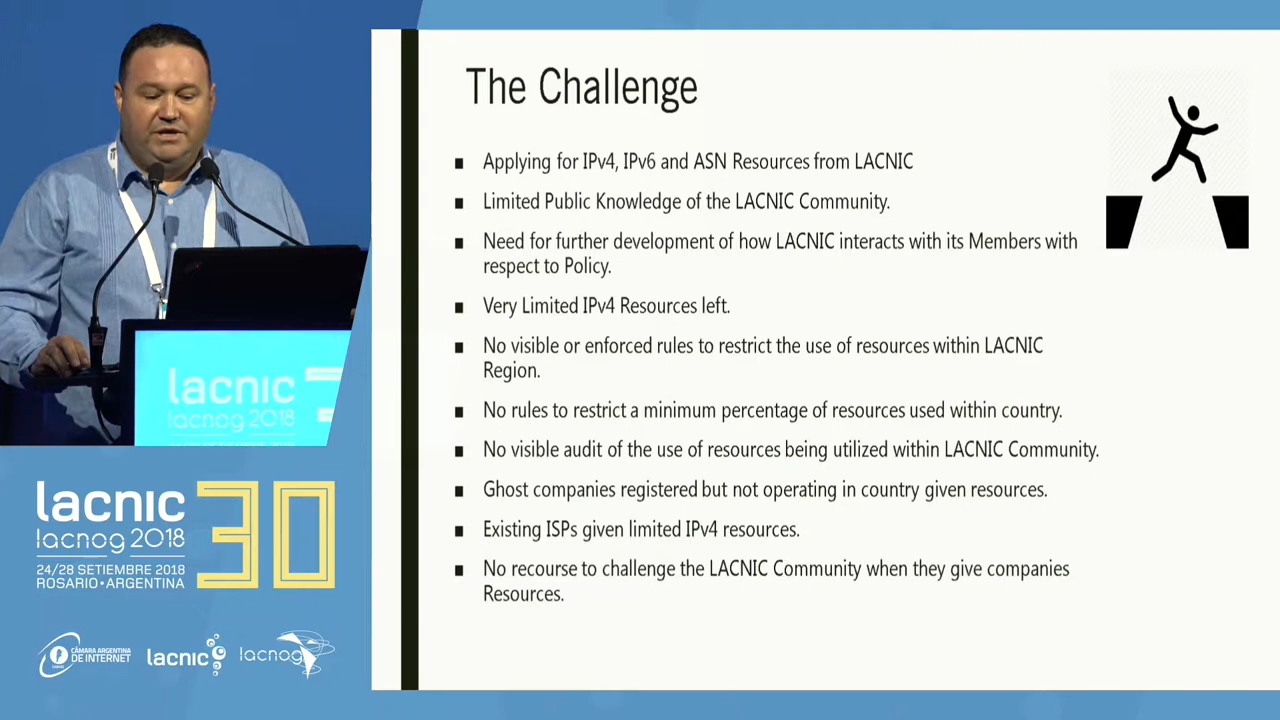 The Challenge
■ Applying for IPv4, IPv6 and ASN Resources from LACNIC
■ Limited Public Knowledge of the LACNIC Community.
■ Need for further development of how LACNIC interacts with its Members with
respect to Policy.
■ Very Limited IPv4 Resources left.
■ No visible or enforced rules to restrict the use of resources within LACNIC
Region.
■ No rules to restrict a minimum percentage of resources used within country.
■ No visible audit of the use of resources being utilized within LACNIC Community.
■ Ghost companies registered but not operating in country given resources.
■ Existing ISPs given limited IPv4 resources.
■ No recourse to challenge the LACNIC Community when they give companies
Resources.
lacnic
lacnog 2018
lacnic 30
lacnog 2018
24/28 SETIEMBRE 2018
ROSARIO•ARGENTINA
CÁMARA ARGENTINA
DE INTERNET
lacnic
lacnog